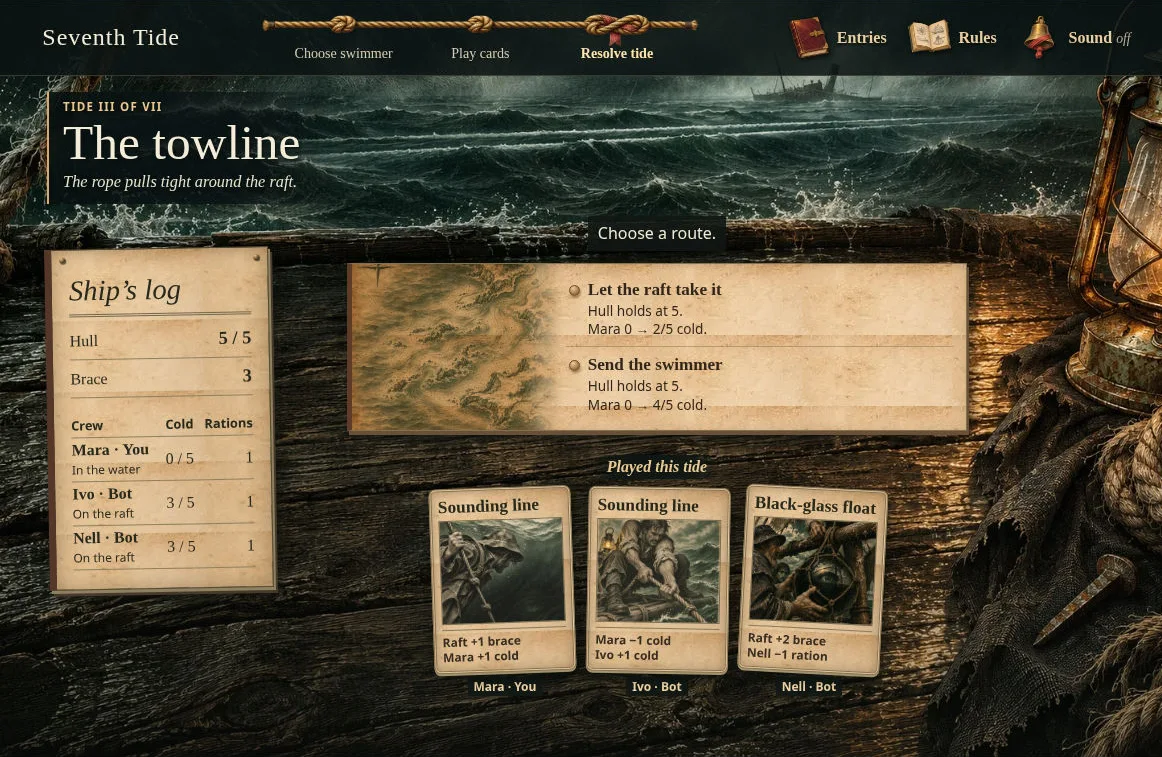 Seventh Tide
Choose swimmer
Play cards
Resolve tide
Entries
Rules
Sound off
TIDE III OF VII
The towline
The rope pulls tight around the raft.
Choose a route.
Ship’s log
Hull 5 / 5
Brace 3
Crew Cold Rations
Mara · You 0 / 5 1
In the water
Ivo · Bot 3 / 5 1
On the raft
Nell · Bot 3 / 5 1
On the raft
Let the raft take it
Hull holds at 5.
Mara 0 → 2/5 cold.
Send the swimmer
Hull holds at 5.
Mara 0 → 4/5 cold.
Played this tide
Sounding line
Raft +1 brace
Mara +1 cold
Mara · You
Sounding line
Mara −1 cold
Ivo +1 cold
Ivo · Bot
Black-glass float
Raft +2 brace
Nell −1 ration
Nell · Bot